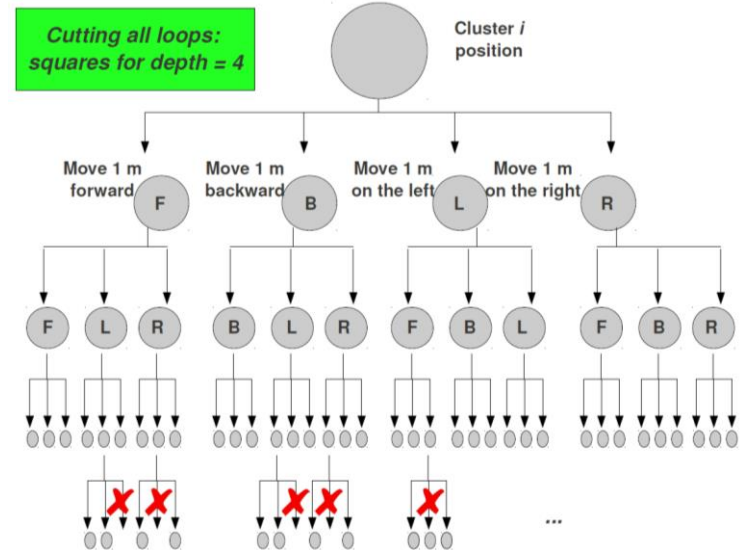 Cutting all loops:
squares for depth = 4
Cluster i
position
Move 1 m
forward
Move 1 m
backward
Move 1 m
on the left
Move 1 m
on the right
F
B
L
R
F
L
R
B
L
R
F
B
L
F
B
R
...